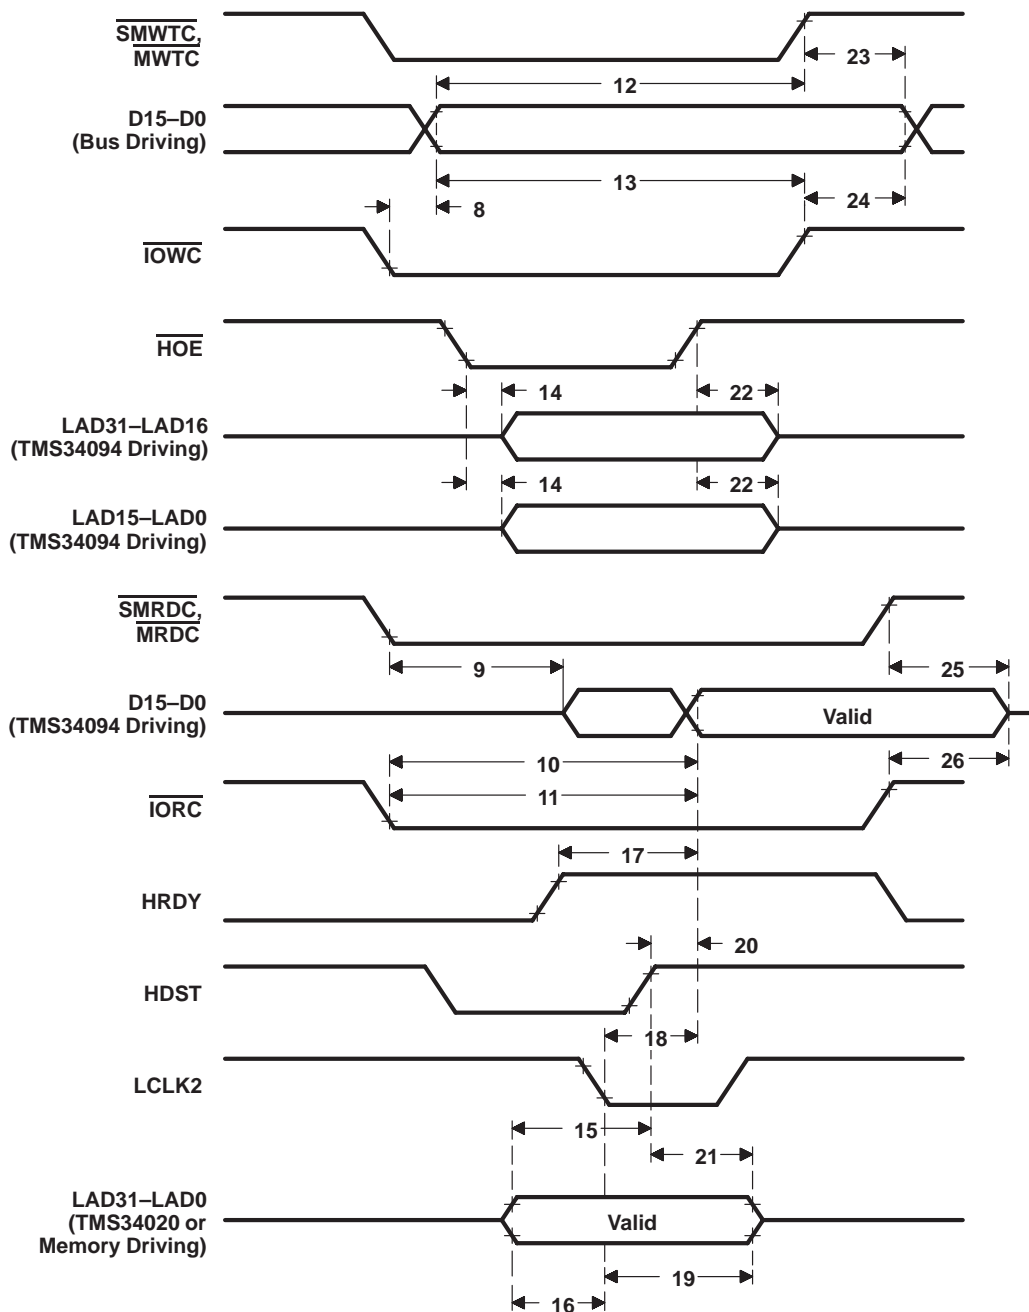 SMWTC,
MWTC
23
12
D15–D0
(Bus Driving)
13
8
24
IOWC
HOE
14
22
LAD31–LAD16
(TMS34094 Driving)
14
22
LAD15–LAD0
(TMS34094 Driving)
SMRDC,
MRDC
9
25
D15–D0
(TMS34094 Driving)
Valid
10
26
11
IORC
17
HRDY
20
HDST
18
LCLK2
15
21
LAD31–LAD0
(TMS34020 or
Memory Driving)
Valid
19
16